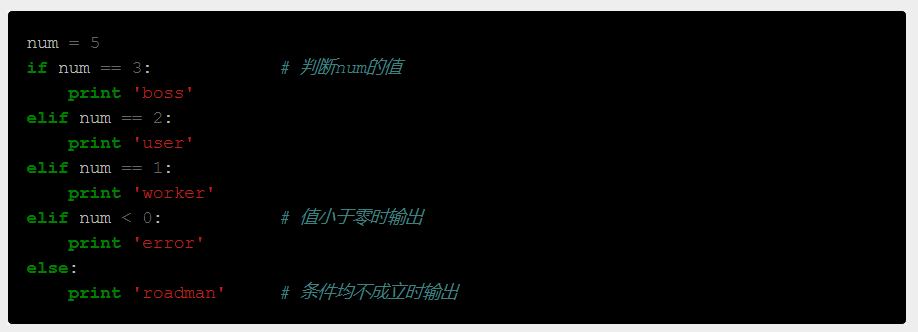 num = 5
if num == 3:            # 判断num的值
    print 'boss'
elif num == 2:
    print 'user'
elif num == 1:
    print 'worker'
elif num < 0:           # 值小于零时输出
    print 'error'
else:
    print 'roadman'     # 条件均不成立时输出